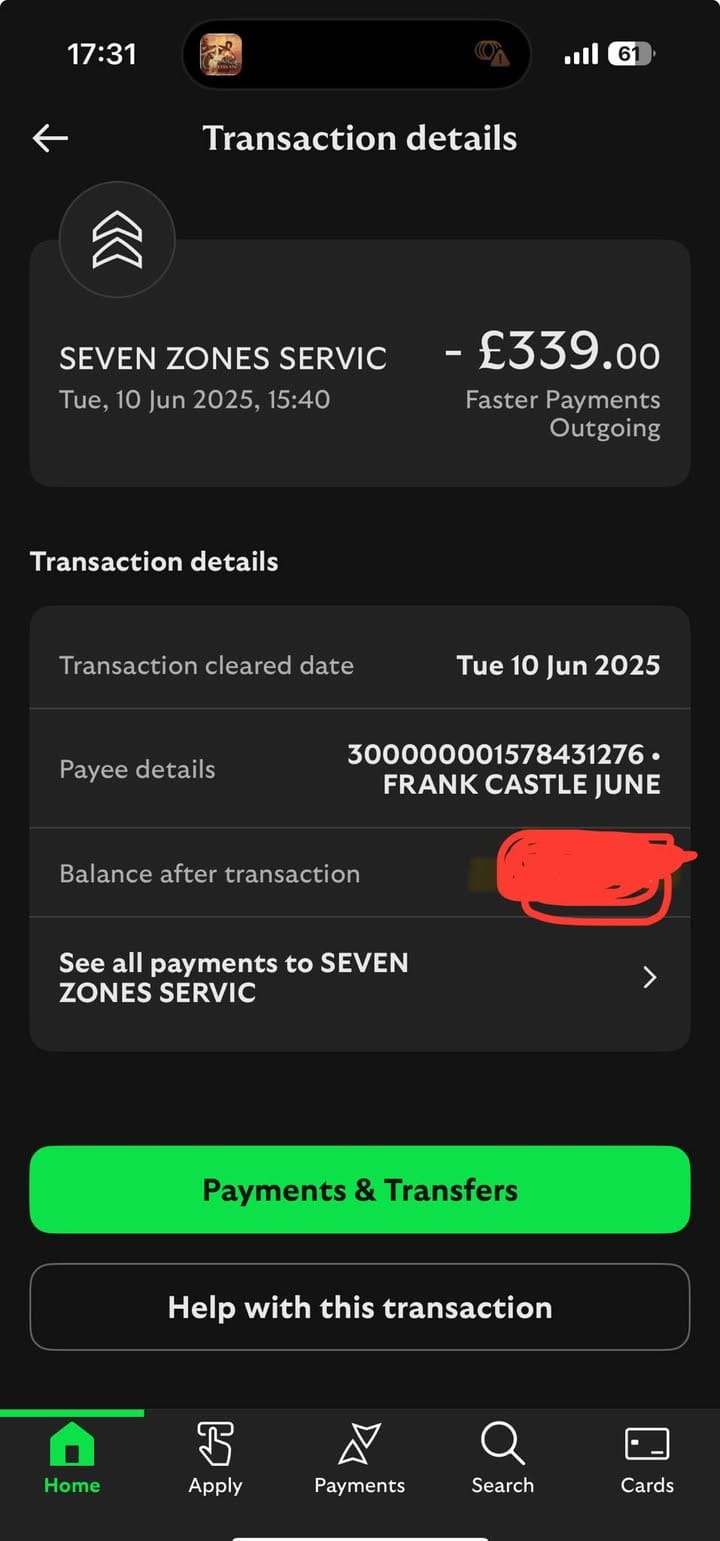 17:31
61
Transaction details
SEVEN ZONES SERVIC
- £339.00
Tue, 10 Jun 2025, 15:40
Faster Payments
Outgoing
Transaction details
Transaction cleared date
Tue 10 Jun 2025
Payee details
300000001578431276 •
FRANK CASTLE JUNE
Balance after transaction
See all payments to SEVEN
ZONES SERVIC
Payments & Transfers
Help with this transaction
Home
Apply
Payments
Search
Cards